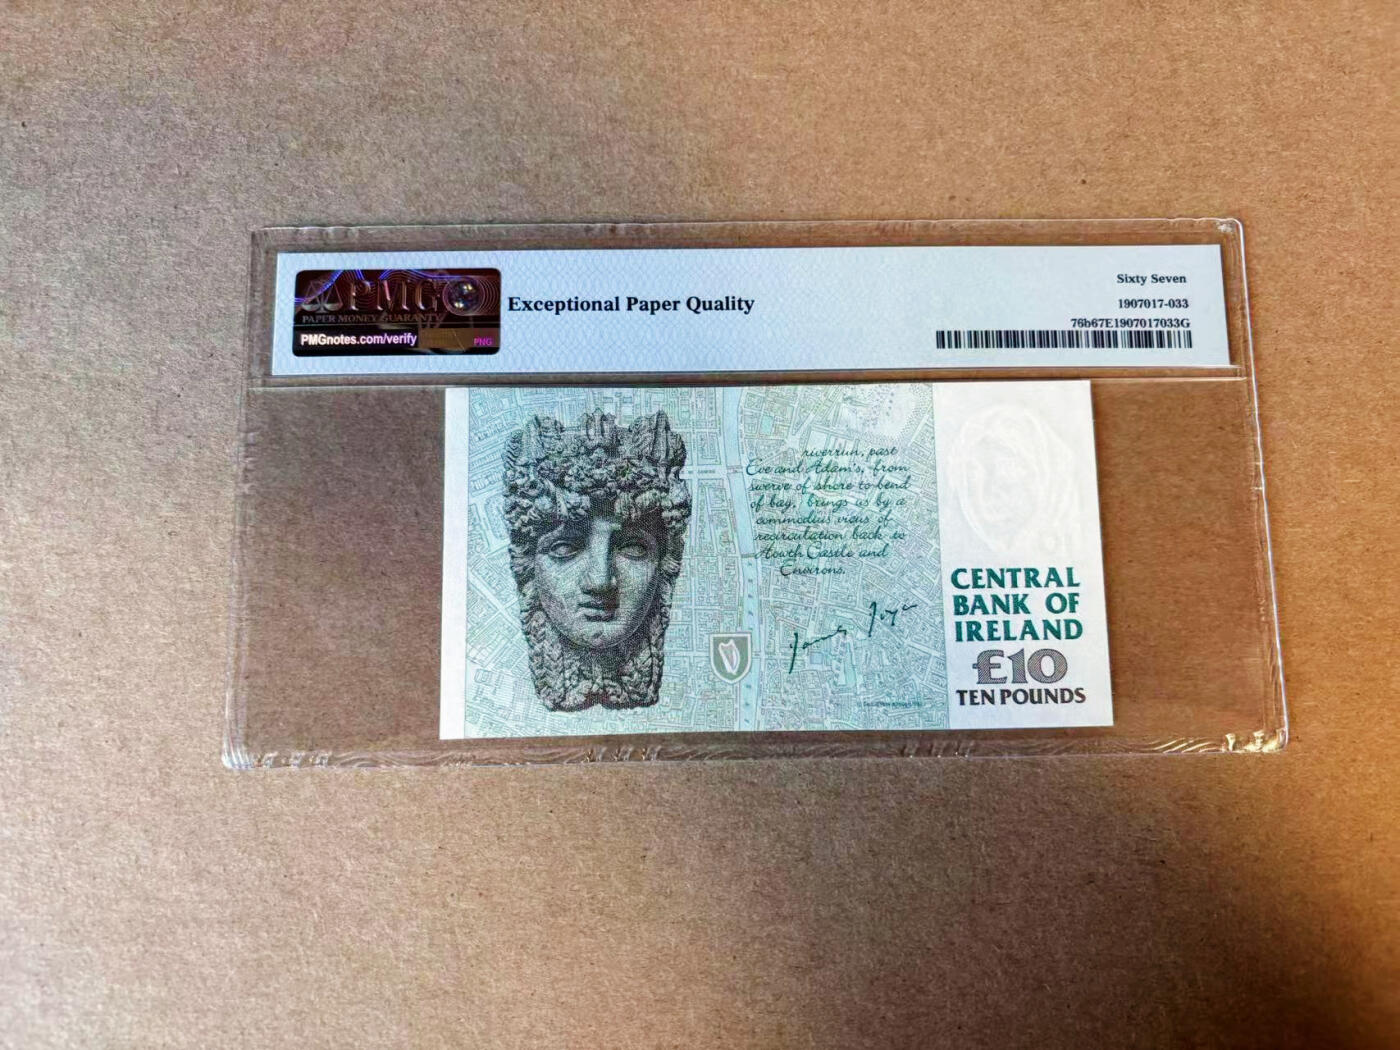 PMG
PAPER MONEY GUARANTY
PMGnotes.com/verify
PNG
Exceptional Paper Quality
Sixty Seven
1907017-033
76b67E1907017033G
riverrun, past
Eve and Adam's, from
swerve of shore to bend
of bay, brings us by a
commodius vicus of
recirculation back to
Howth Castle and
Environs.
James Joyce
CENTRAL
BANK OF
IRELAND
£10
TEN POUNDS